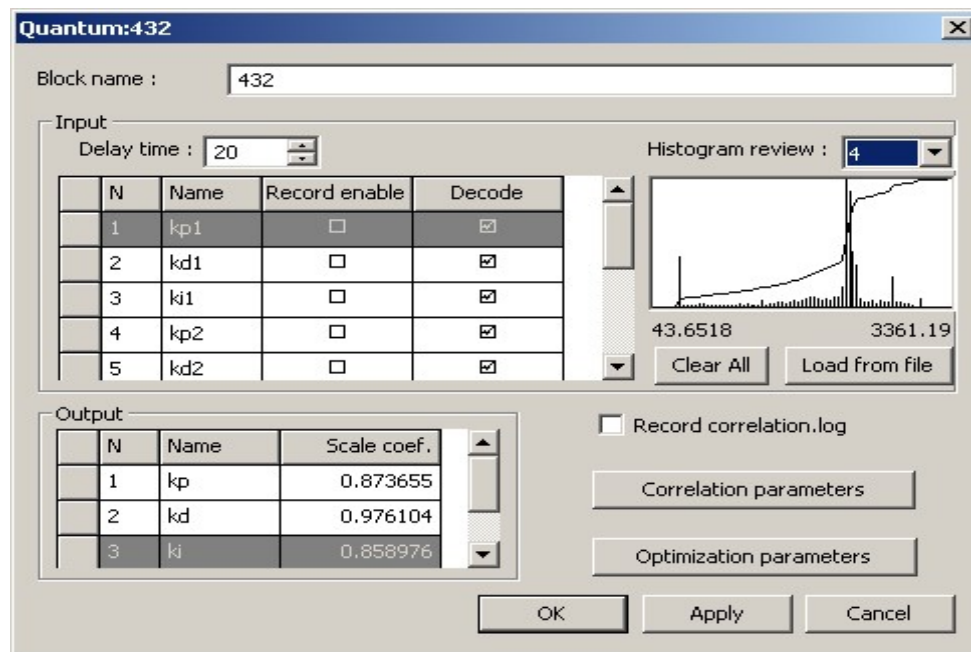 Quantum:432
Block name : 432
Input
Delay time : 20
Histogram review : 4
N Name Record enable Decode
1 kp1
2 kd1
3 ki1
4 kp2
5 kd2
43.6518 3361.19
Clear All Load from file
Output
N Name Scale coef.
1 kp 0.873655
2 kd 0.976104
3 ki 0.858976
Record correlation.log
Correlation parameters
Optimization parameters
OK Apply Cancel